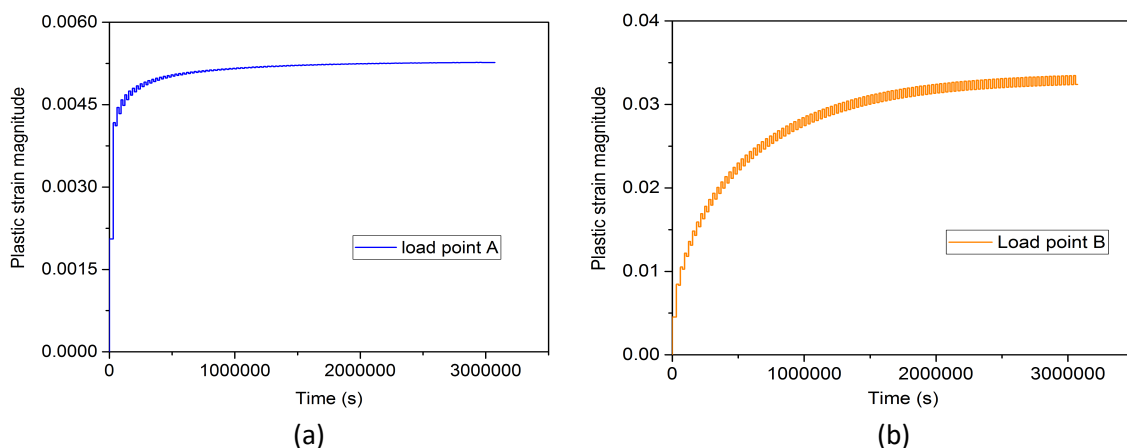 0.0060
0.0045
0.0030
0.0015
0.0000
Plastic strain magnitude
load point A
0
1000000
2000000
3000000
Time (s)
(a)
0.04
0.03
0.02
0.01
0.00
Plastic strain magnitude
Load point B
0
1000000
2000000
3000000
Time (s)
(b)